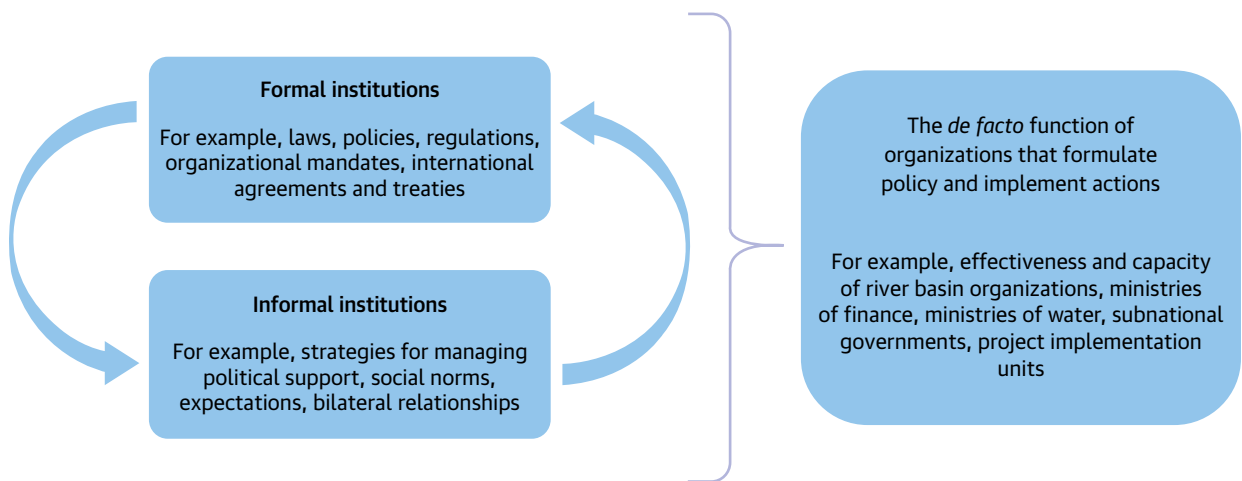 Formal institutions
For example, laws, policies, regulations,
organizational mandates, international
agreements and treaties
Informal institutions
For example, strategies for managing
political support, social norms,
expectations, bilateral relationships
The de facto function of
organizations that formulate
policy and implement actions
For example, effectiveness and capacity
of river basin organizations, ministries
of finance, ministries of water, subnational
governments, project implementation
units